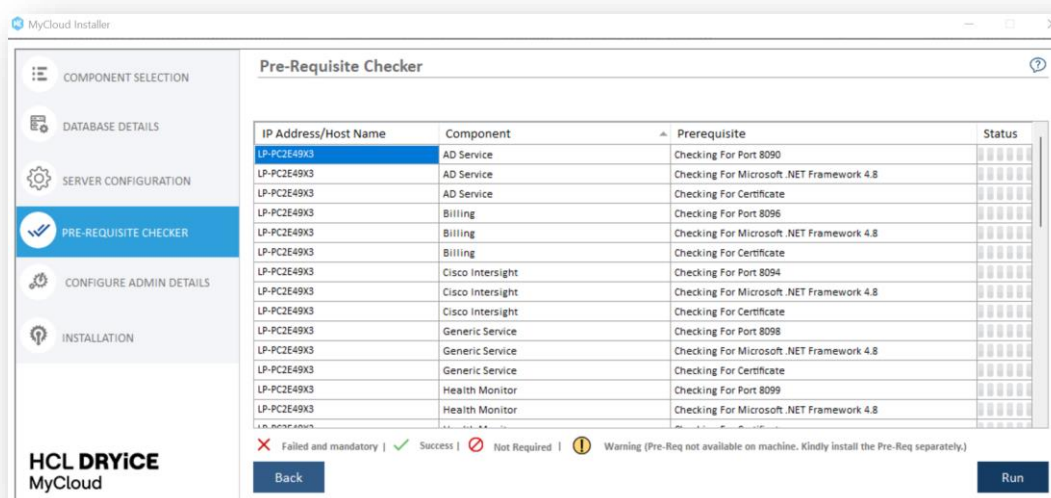 MyCloud Installer
COMPONENT SELECTION
DATABASE DETAILS
SERVER CONFIGURATION
PRE-REQUISITE CHECKER
CONFIGURE ADMIN DETAILS
INSTALLATION
HCL DRYiCE
MyCloud
Pre-Requisite Checker
IP Address/Host Name Component Prerequisite Status
LP-PC2E49X3 AD Service Checking For Port 8090
LP-PC2E49X3 AD Service Checking For Microsoft .NET Framework 4.8
LP-PC2E49X3 AD Service Checking For Certificate
LP-PC2E49X3 Billing Checking For Port 8096
LP-PC2E49X3 Billing Checking For Microsoft .NET Framework 4.8
LP-PC2E49X3 Billing Checking For Certificate
LP-PC2E49X3 Cisco Intersight Checking For Port 8094
LP-PC2E49X3 Cisco Intersight Checking For Microsoft .NET Framework 4.8
LP-PC2E49X3 Cisco Intersight Checking For Certificate
LP-PC2E49X3 Generic Service Checking For Port 8098
LP-PC2E49X3 Generic Service Checking For Microsoft .NET Framework 4.8
LP-PC2E49X3 Generic Service Checking For Certificate
LP-PC2E49X3 Health Monitor Checking For Port 8099
LP-PC2E49X3 Health Monitor Checking For Microsoft .NET Framework 4.8
Failed and mandatory | Success | Not Required | Warning (Pre-Req not available on machine. Kindly install the Pre-Req separately.)
Back Run